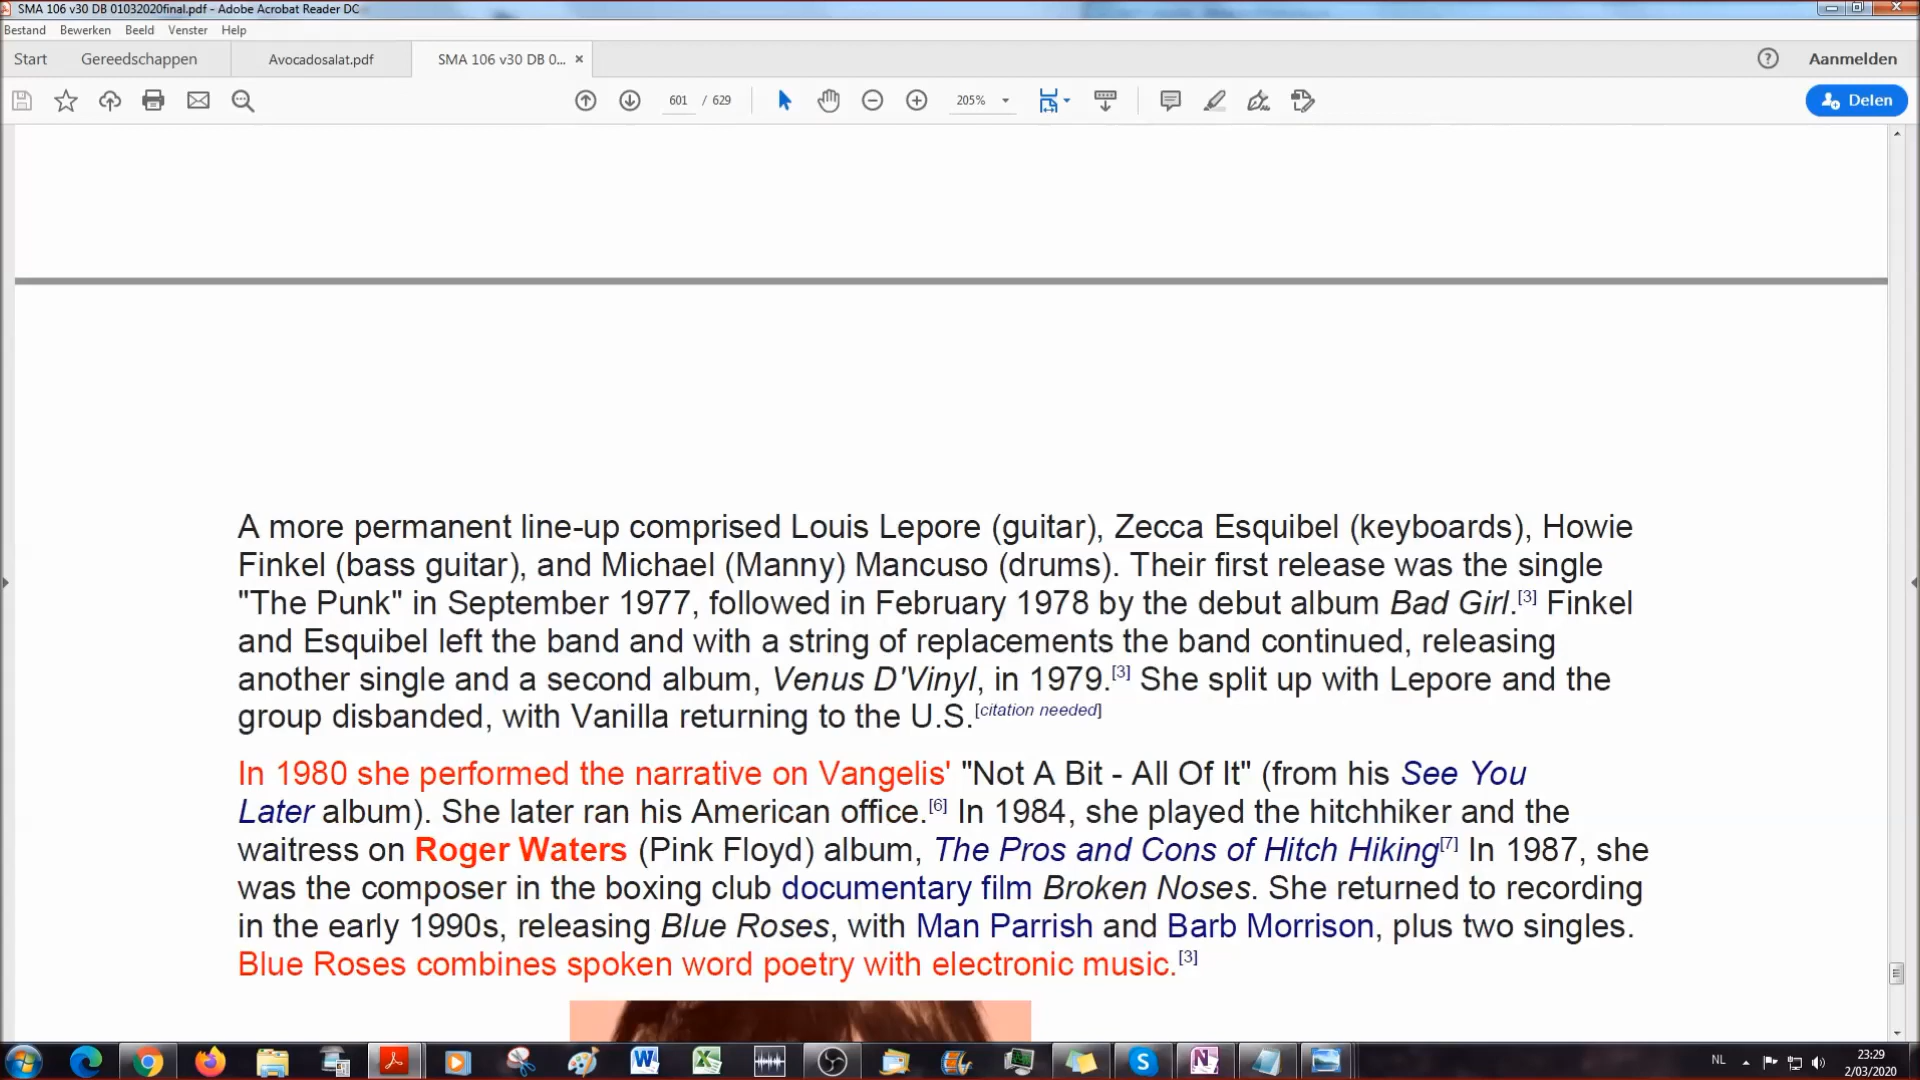 SMA 106 v30 DB 01032020final.pdf - Adobe Acrobat Reader DC
Bestand Bewerken Beeld Venster Help
Start Gereedschappen Avocadosalat.pdf SMA 106 v30 DB 0... × Aanmelden
601 / 629 205% Delen
A more permanent line-up comprised Louis Lepore (guitar), Zecca Esquibel (keyboards), Howie
Finkel (bass guitar), and Michael (Manny) Mancuso (drums). Their first release was the single
"The Punk" in September 1977, followed in February 1978 by the debut album Bad Girl.[3] Finkel
and Esquibel left the band and with a string of replacements the band continued, releasing
another single and a second album, Venus D'Vinyl, in 1979.[3] She split up with Lepore and the
group disbanded, with Vanilla returning to the U.S.[citation needed]
In 1980 she performed the narrative on Vangelis' "Not A Bit - All Of It" (from his See You
Later album). She later ran his American office.[6] In 1984, she played the hitchhiker and the
waitress on Roger Waters (Pink Floyd) album, The Pros and Cons of Hitch Hiking[7] In 1987, she
was the composer in the boxing club documentary film Broken Noses. She returned to recording
in the early 1990s, releasing Blue Roses, with Man Parrish and Barb Morrison, plus two singles.
Blue Roses combines spoken word poetry with electronic music.[3]
NL 23:29
2/03/2020